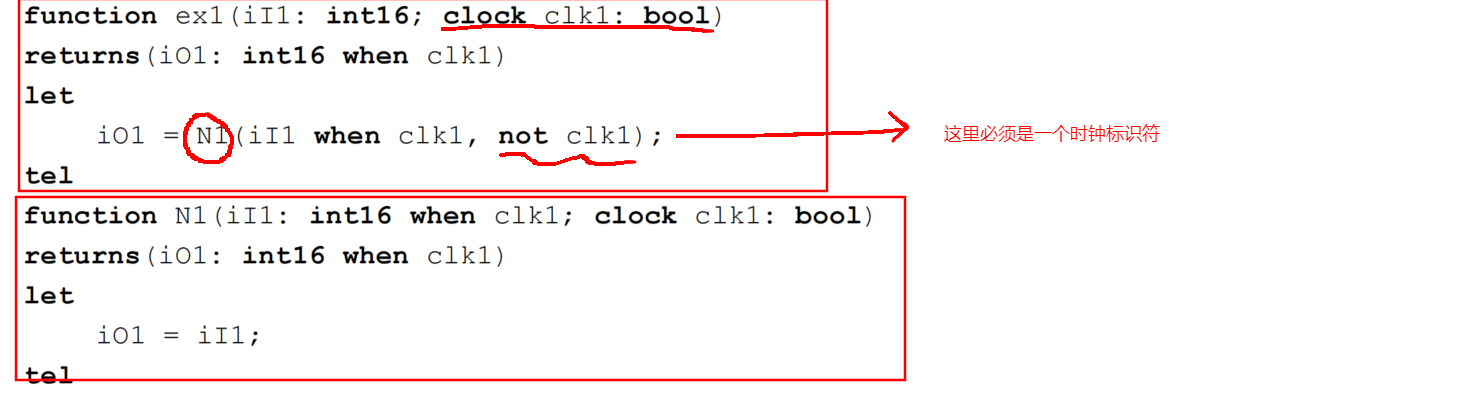 function ex1(iI1: int16; clock clk1: bool)
returns(iO1: int16 when clk1)
let
iO1 = N1(iI1 when clk1, not clk1); 这里必须是一个时钟标识符
tel
function N1(iI1: int16 when clk1; clock clk1: bool)
returns(iO1: int16 when clk1)
let
iO1 = iI1;
tel